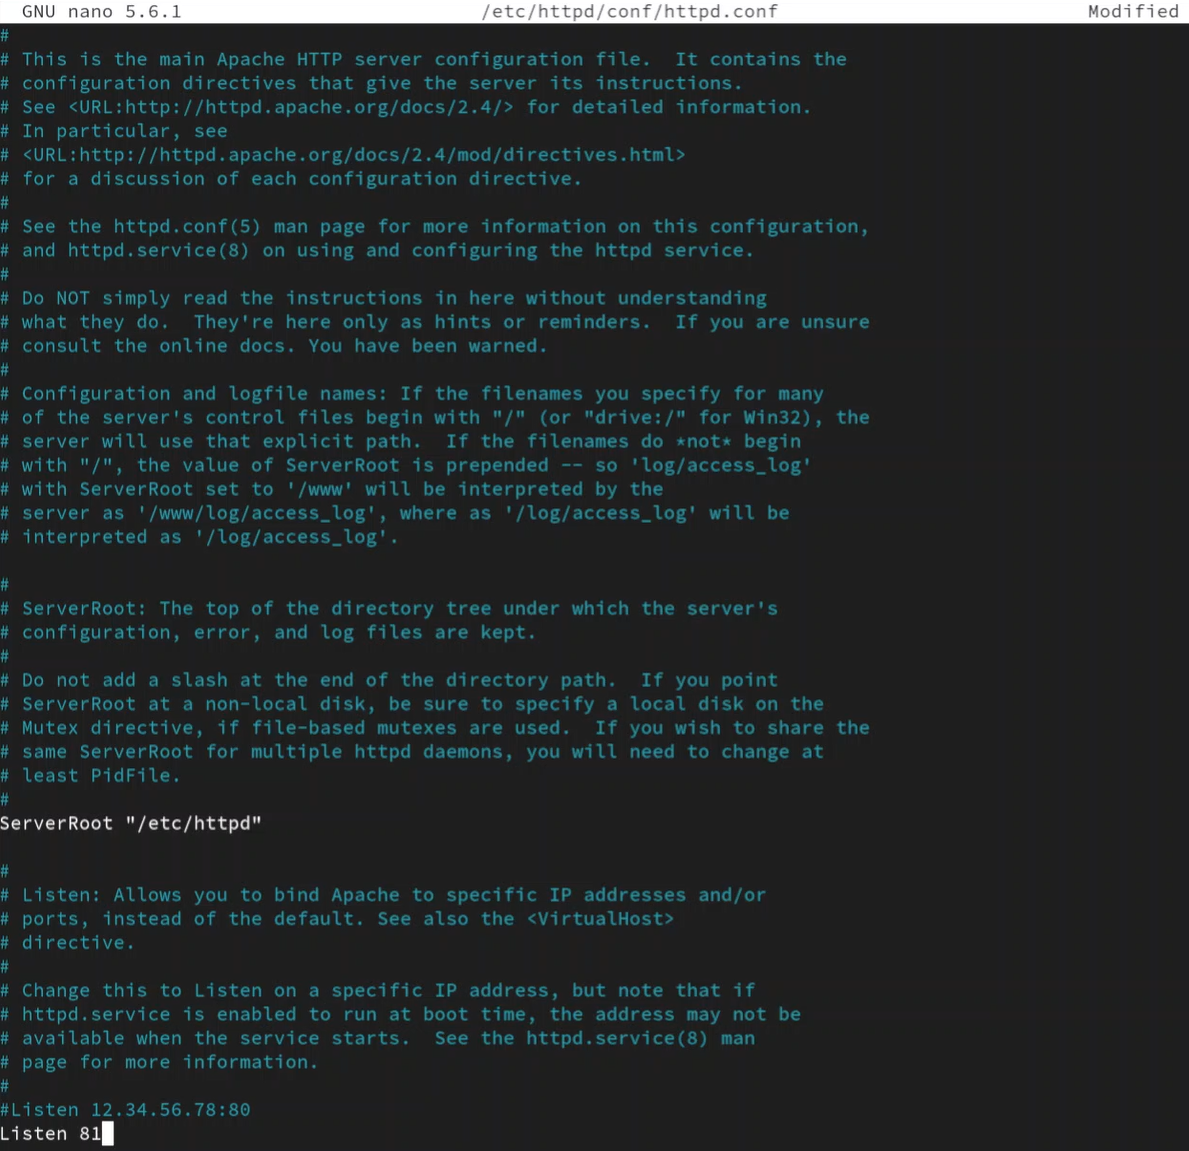 GNU nano 5.6.1 /etc/httpd/conf/httpd.conf Modified
#
# This is the main Apache HTTP server configuration file.  It contains the
# configuration directives that give the server its instructions.
# See <URL:http://httpd.apache.org/docs/2.4/> for detailed information.
# In particular, see
# <URL:http://httpd.apache.org/docs/2.4/mod/directives.html>
# for a discussion of each configuration directive.
#
# See the httpd.conf(5) man page for more information on this configuration,
# and httpd.service(8) on using and configuring the httpd service.
#
# Do NOT simply read the instructions in here without understanding
# what they do.  They're here only as hints or reminders.  If you are unsure
# consult the online docs. You have been warned.
#
# Configuration and logfile names: If the filenames you specify for many
# of the server's control files begin with "/" (or "drive:/" for Win32), the
# server will use that explicit path.  If the filenames do *not* begin
# with "/", the value of ServerRoot is prepended -- so 'log/access_log'
# with ServerRoot set to '/www' will be interpreted by the
# server as '/www/log/access_log', where as '/log/access_log' will be
# interpreted as '/log/access_log'.

#
# ServerRoot: The top of the directory tree under which the server's
# configuration, error, and log files are kept.
#
# Do not add a slash at the end of the directory path.  If you point
# ServerRoot at a non-local disk, be sure to specify a local disk on the
# Mutex directive, if file-based mutexes are used.  If you wish to share the
# same ServerRoot for multiple httpd daemons, you will need to change at
# least PidFile.
#
ServerRoot "/etc/httpd"

#
# Listen: Allows you to bind Apache to specific IP addresses and/or
# ports, instead of the default. See also the <VirtualHost>
# directive.
#
# Change this to Listen on a specific IP address, but note that if
# httpd.service is enabled to run at boot time, the address may not be
# available when the service starts.  See the httpd.service(8) man
# page for more information.
#
#Listen 12.34.56.78:80
Listen 81